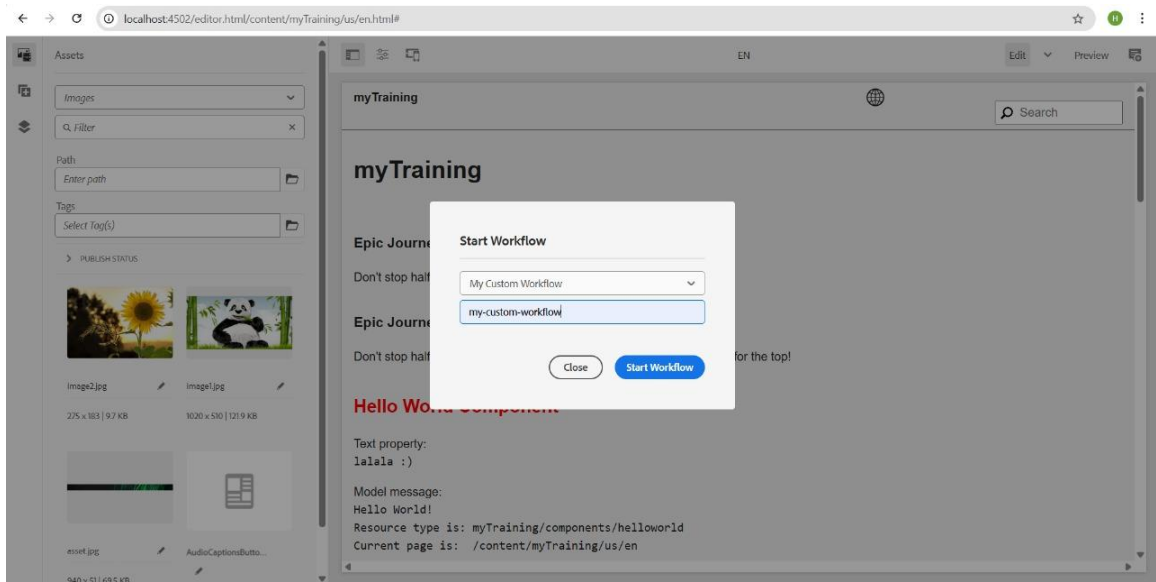 localhost:4502/editor.html/content/myTraining/us/en.html#
H
Assets
EN
Edit
Preview
Images
Filter
Path
Enter path
Tags
Select Tag(s)
PUBLISH STATUS
image2.jpg
image1.jpg
275 x 183 | 9.7 KB
1020 x 510 | 121.9 KB
asset.jpg
AudioCaptionsButto...
940 x 51 | 69.5 KB
myTraining
Search
myTraining
Epic Journe
Don't stop half
Epic Journe
Don't stop half
for the top!
Hello World Component
Text property:
lalala :)
Model message:
Hello World!
Resource type is: myTraining/components/helloworld
Current page is: /content/myTraining/us/en
Start Workflow
My Custom Workflow
my-custom-workflow
Close
Start Workflow